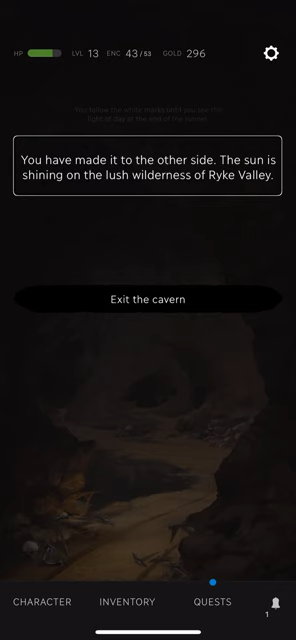 HP LVL 13 ENC 43/53 GOLD 296
You follow the white marks until you see the
light of day at the end of the tunnel.
You have made it to the other side. The sun is
shining on the lush wilderness of Ryke Valley.
Exit the cavern
CHARACTER INVENTORY QUESTS
1